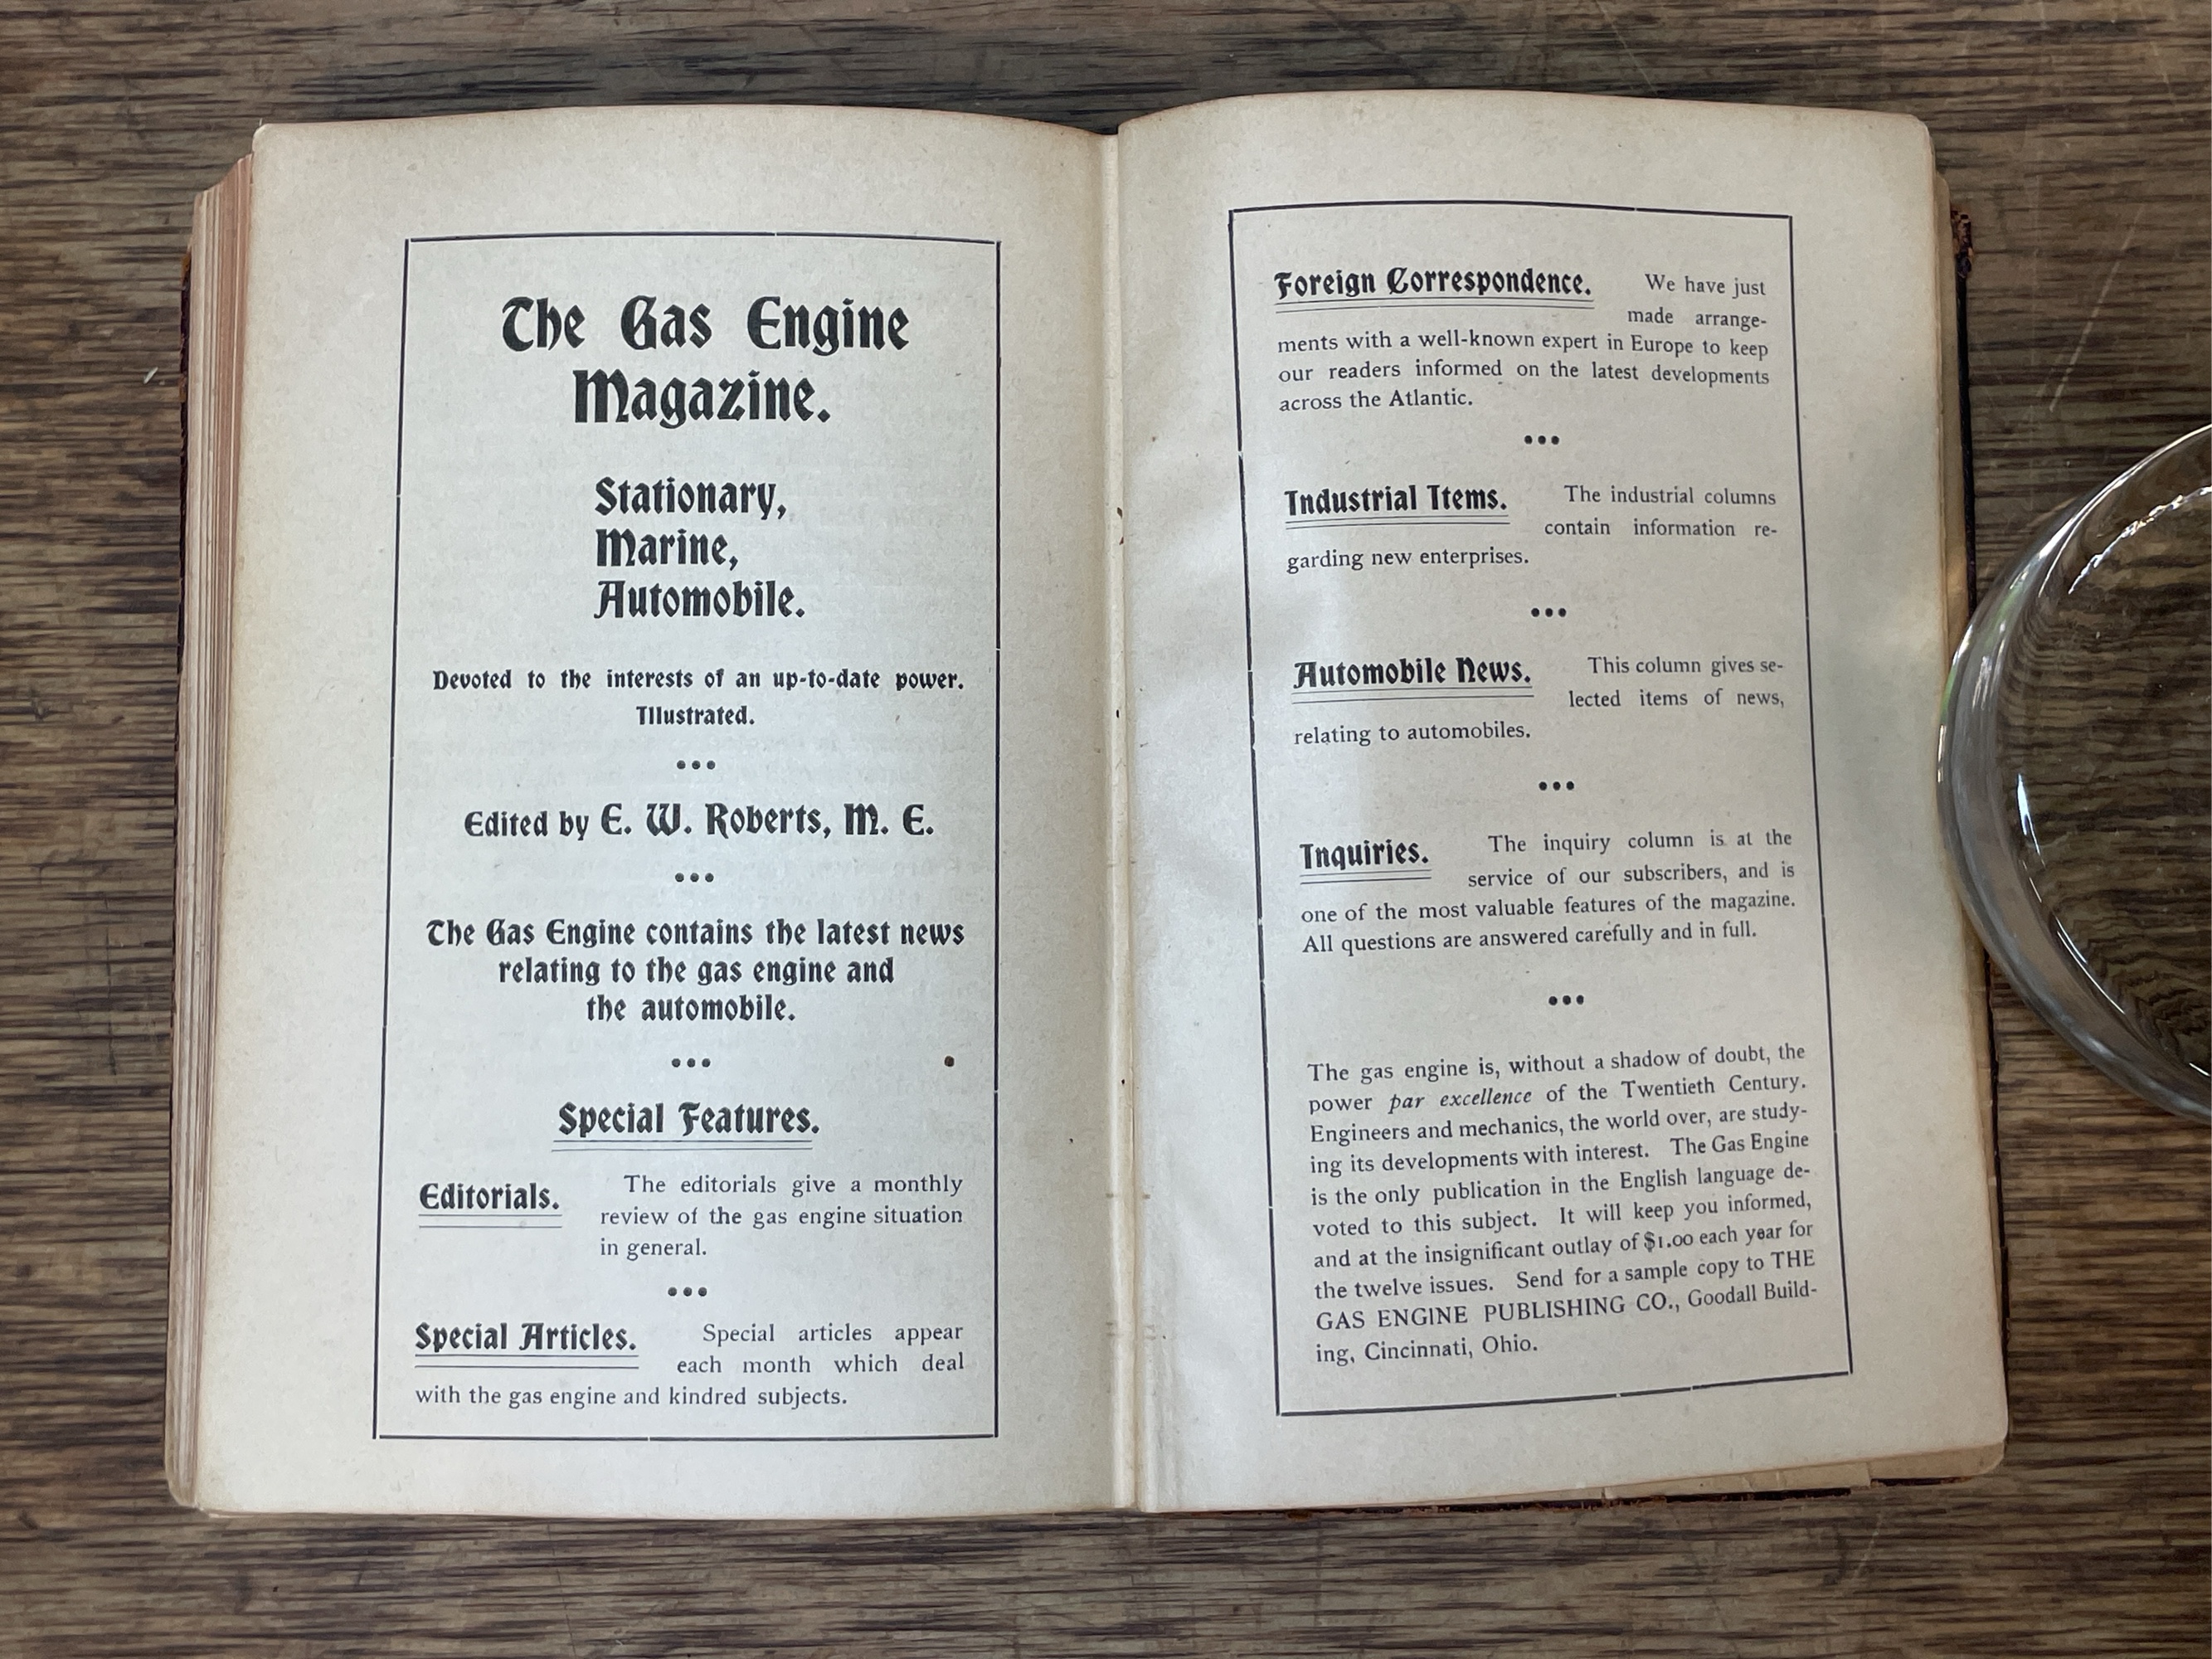 The Gas Engine
Magazine.
Stationary,
Marine,
Automobile.
Devoted to the interests of an up-to-date power.
Illustrated.
•••
Edited by E. W. Roberts, M. E.
•••
The Gas Engine contains the latest news
relating to the gas engine and
the automobile.
•••
Special Features.
Editorials. The editorials give a monthly
review of the gas engine situation
in general.
•••
Special Articles. Special articles appear
each month which deal
with the gas engine and kindred subjects.
Foreign Correspondence. We have just
made arrange-
ments with a well-known expert in Europe to keep
our readers informed on the latest developments
across the Atlantic.
•••
Industrial Items. The industrial columns
contain information re-
garding new enterprises.
•••
Automobile News. This column gives se-
lected items of news,
relating to automobiles.
•••
Inquiries. The inquiry column is at the
service of our subscribers, and is
one of the most valuable features of the magazine.
All questions are answered carefully and in full.
•••
The gas engine is, without a shadow of doubt, the
power par excellence of the Twentieth Century.
Engineers and mechanics, the world over, are study-
ing its developments with interest. The Gas Engine
is the only publication in the English language de-
voted to this subject. It will keep you informed,
and at the insignificant outlay of $1.00 each year for
the twelve issues. Send for a sample copy to THE
GAS ENGINE PUBLISHING CO., Goodall Build-
ing, Cincinnati, Ohio.